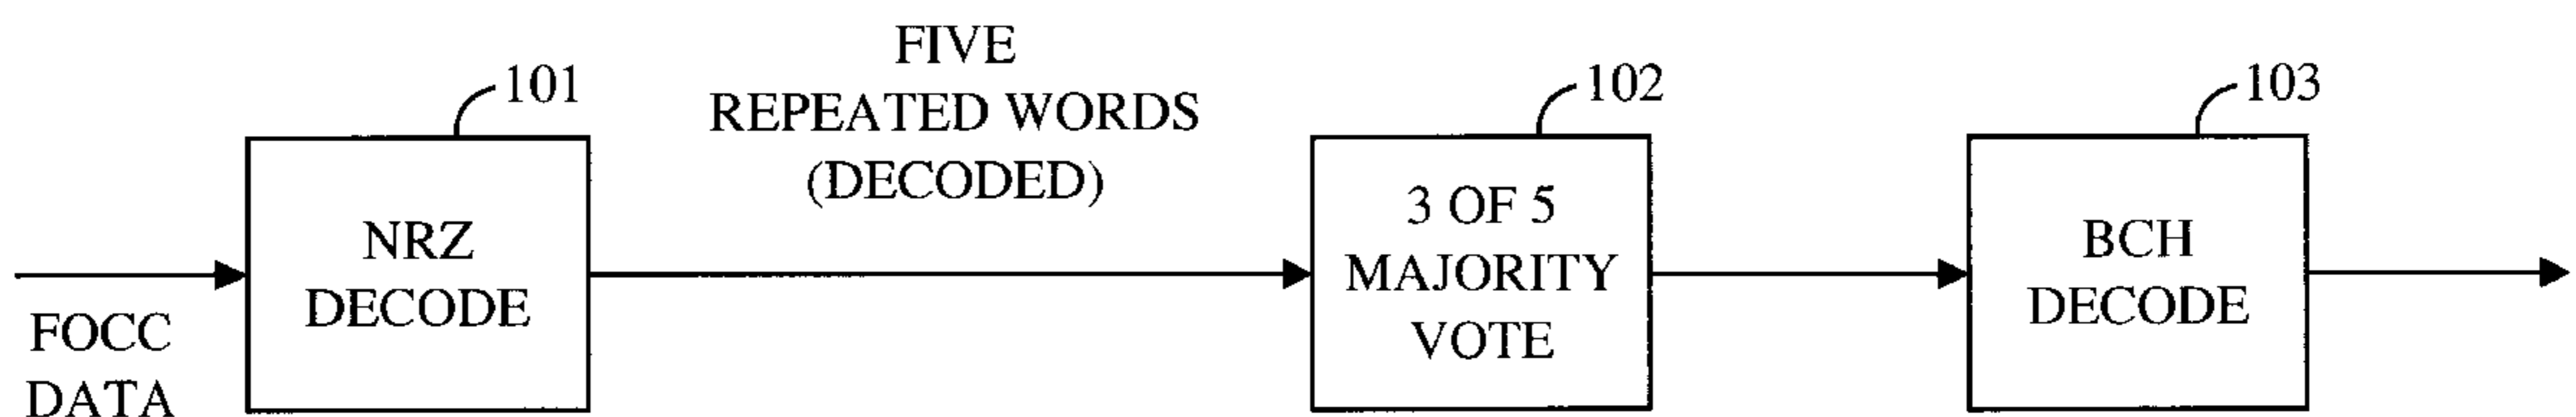 FOCC
DATA
101
NRZ
DECODE
FIVE
REPEATED WORDS
(DECODED)
102
3 OF 5
MAJORITY
VOTE
103
BCH
DECODE